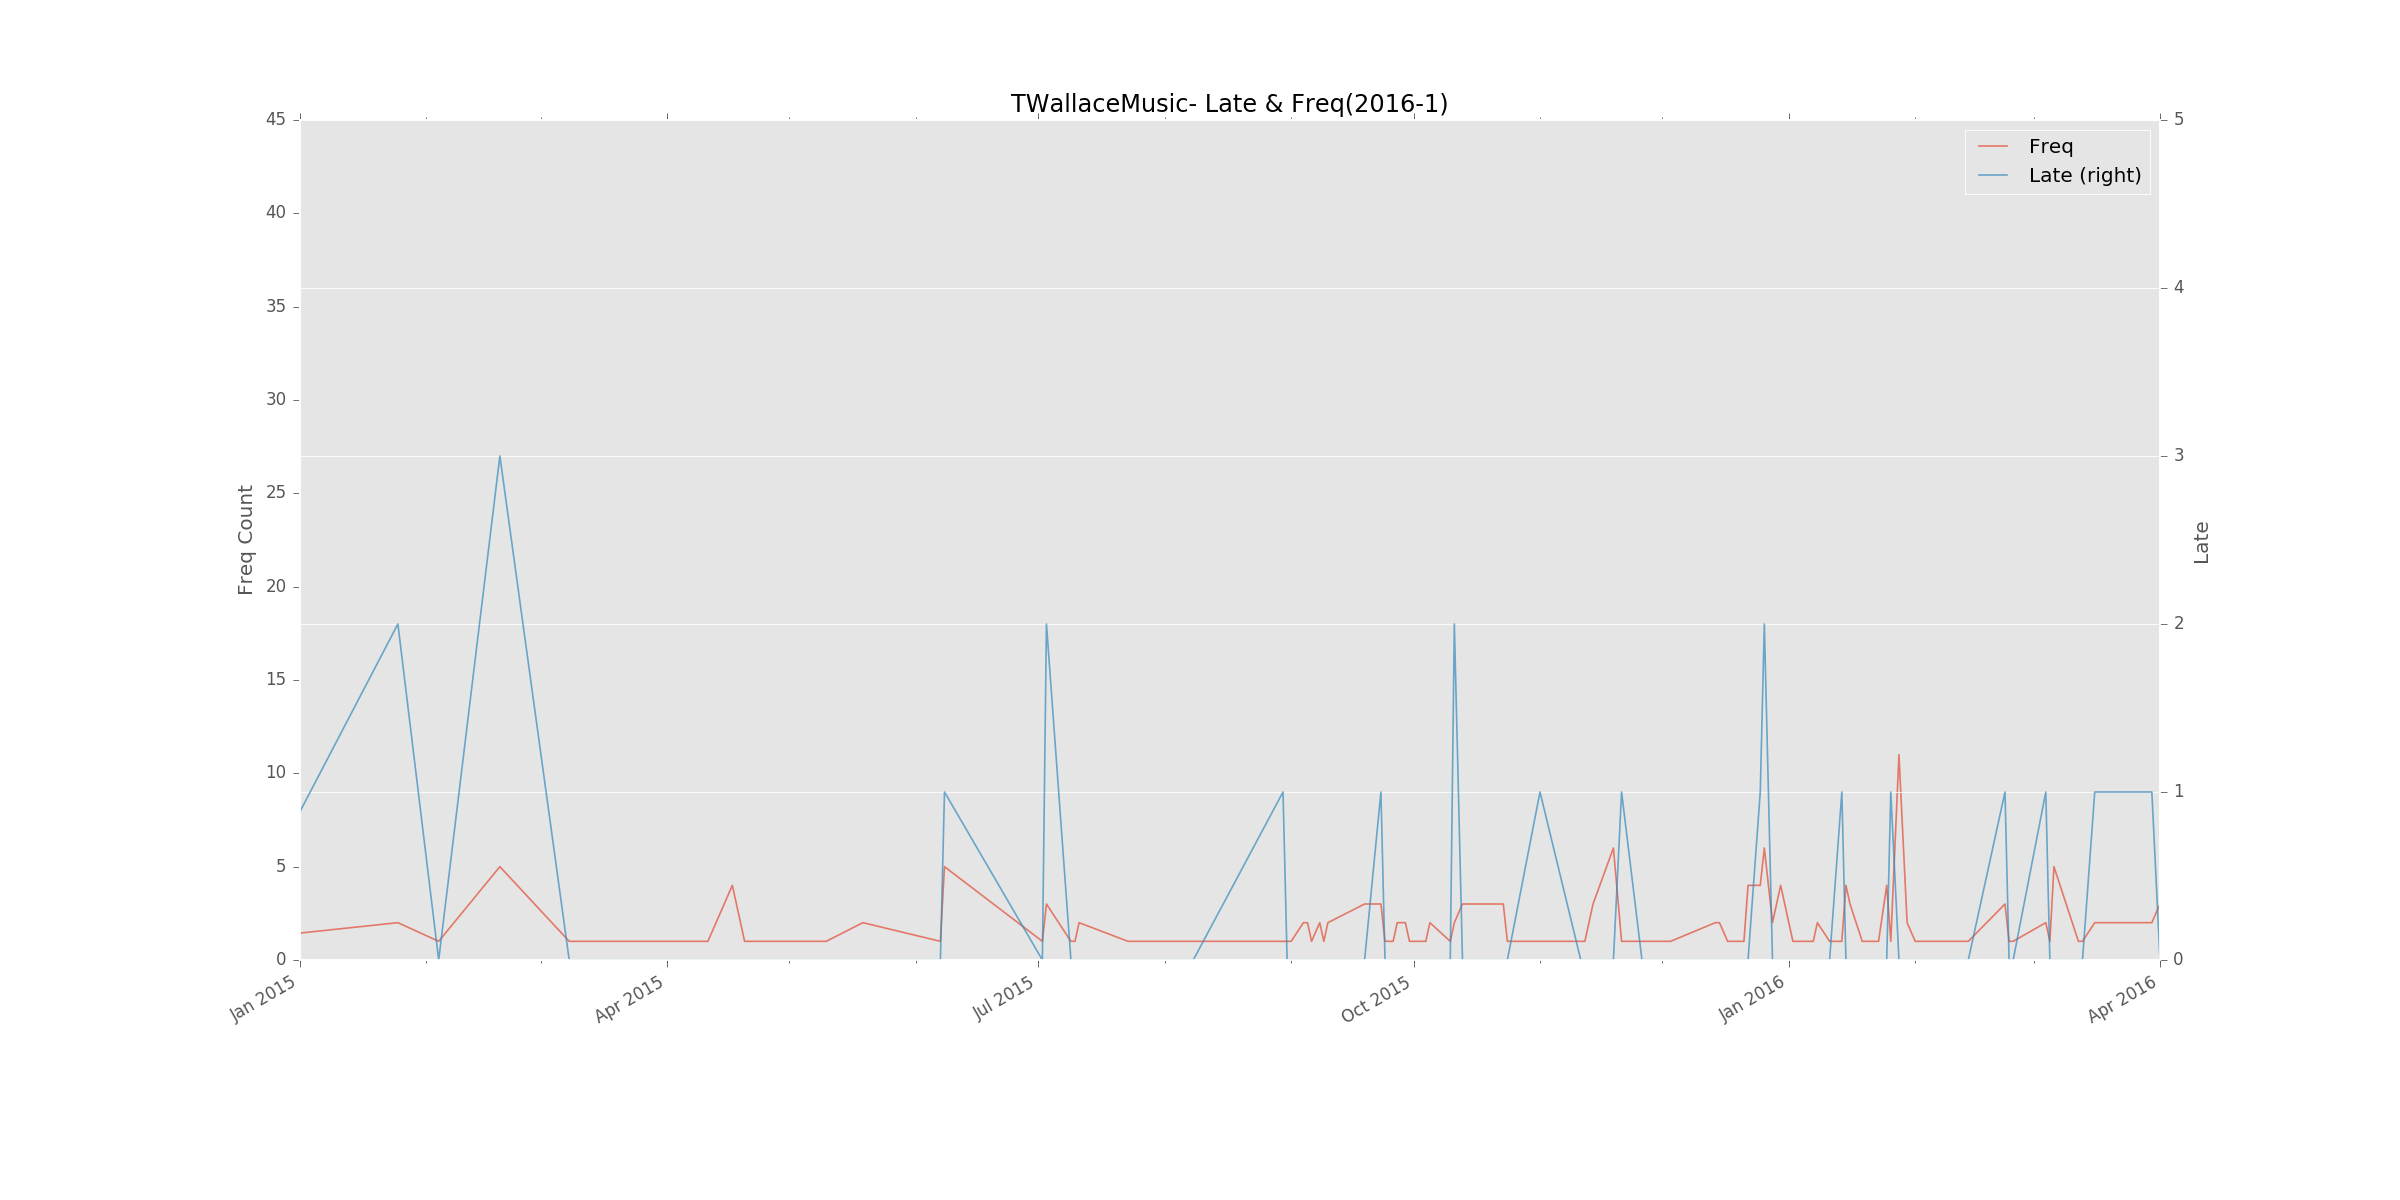 TWallaceMusic- Late & Freq(2016-1)
Freq
Late (right)
45
40
35
30
25
20
15
10
5
0
Freq Count
5
4
3
2
1
0
Late
Jan 2015
Apr 2015
Jul 2015
Oct 2015
Jan 2016
Apr 2016